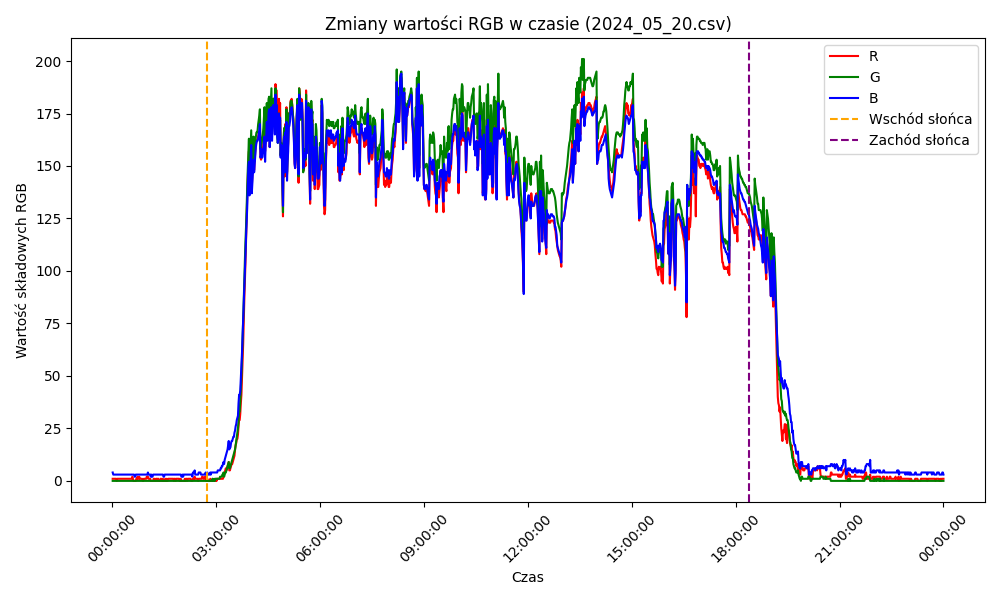 Zmiany wartości RGB w czasie (2024_05_20.csv)
Wartość składowych RGB
200
175
150
125
100
75
50
25
0
R
G
B
Wschód słońca
Zachód słońca
00:00:00
03:00:00
06:00:00
09:00:00
12:00:00
15:00:00
18:00:00
21:00:00
00:00:00
Czas